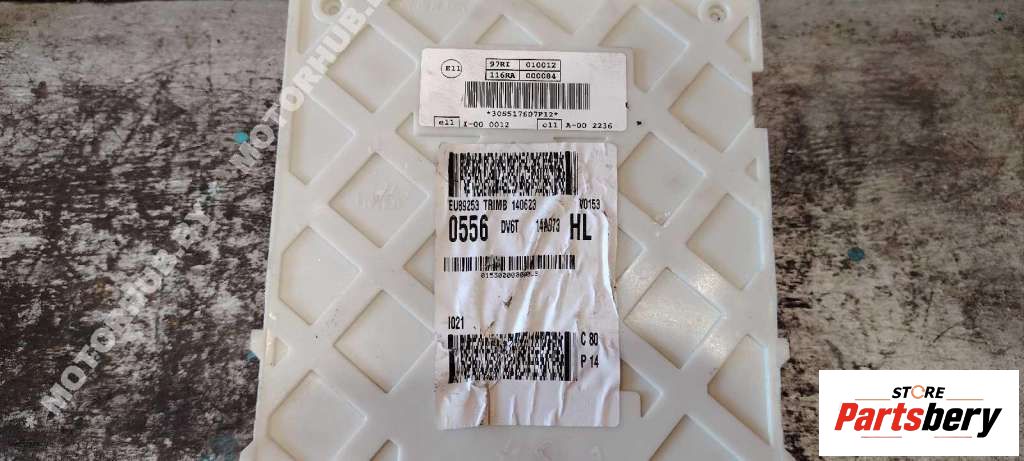 MOTORHUB.BY
E11
97RI 010012
116RA 000084
*30S517607P12*
e11 I-00 0012 e11 A-00 2236
EU89253 TRIMB 140623 V0153
0556 DV6T 14A073 HL
I021
C 80
P 14
MOTORHUB.BY
STORE
Partsbery